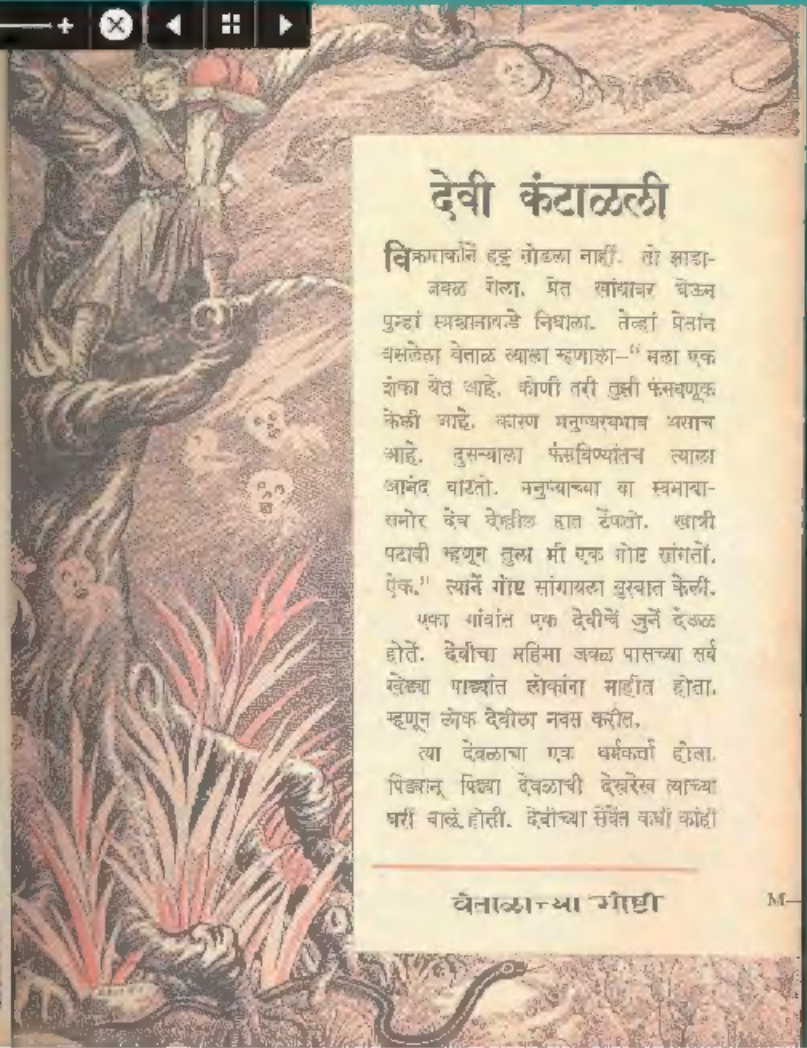 देवी कंटाळली
विक्रमार्काने हट्ट सोडला नाहीं. तो झाडा-
जवळ गेला. प्रेत खांद्यावर घेऊन
पुन्हां स्मशानाकडे निघाला. तेव्हां प्रेतांत
बसलेला वेताळ त्याला म्हणाला–“ मला एक
शंका येत आहे. कोणी तरी तुझी फंसवणूक
केली आहे. कारण मनुष्यस्वभाव असाच
आहे. दुसऱ्याला फंसविण्यांतच त्याला
आनंद वाटतो. मनुष्याच्या या स्वभावा-
समोर देव देखील हात टेंकतो. खात्री
पटावी म्हणून तुला मी एक गोष्ट सांगतों.
ऐक.” त्यानें गोष्ट सांगायला सुरवात केली.
एका गांवांत एक देवीचें जुनें देऊळ
होतें. देवीचा महिमा जवळ पासच्या सर्व
खेड्या पाड्यांत लोकांना माहीत होता.
म्हणून लोक देवीला नवस करीत.
त्या देवळाचा एक धर्मकर्ता होता.
पिढ्यान् पिढ्या देवळाची देखरेख त्याच्या
घरीं चालूं होती. देवीच्या सेवेंत कधीं कांहीं
वेताळाच्या गोष्टी
M—